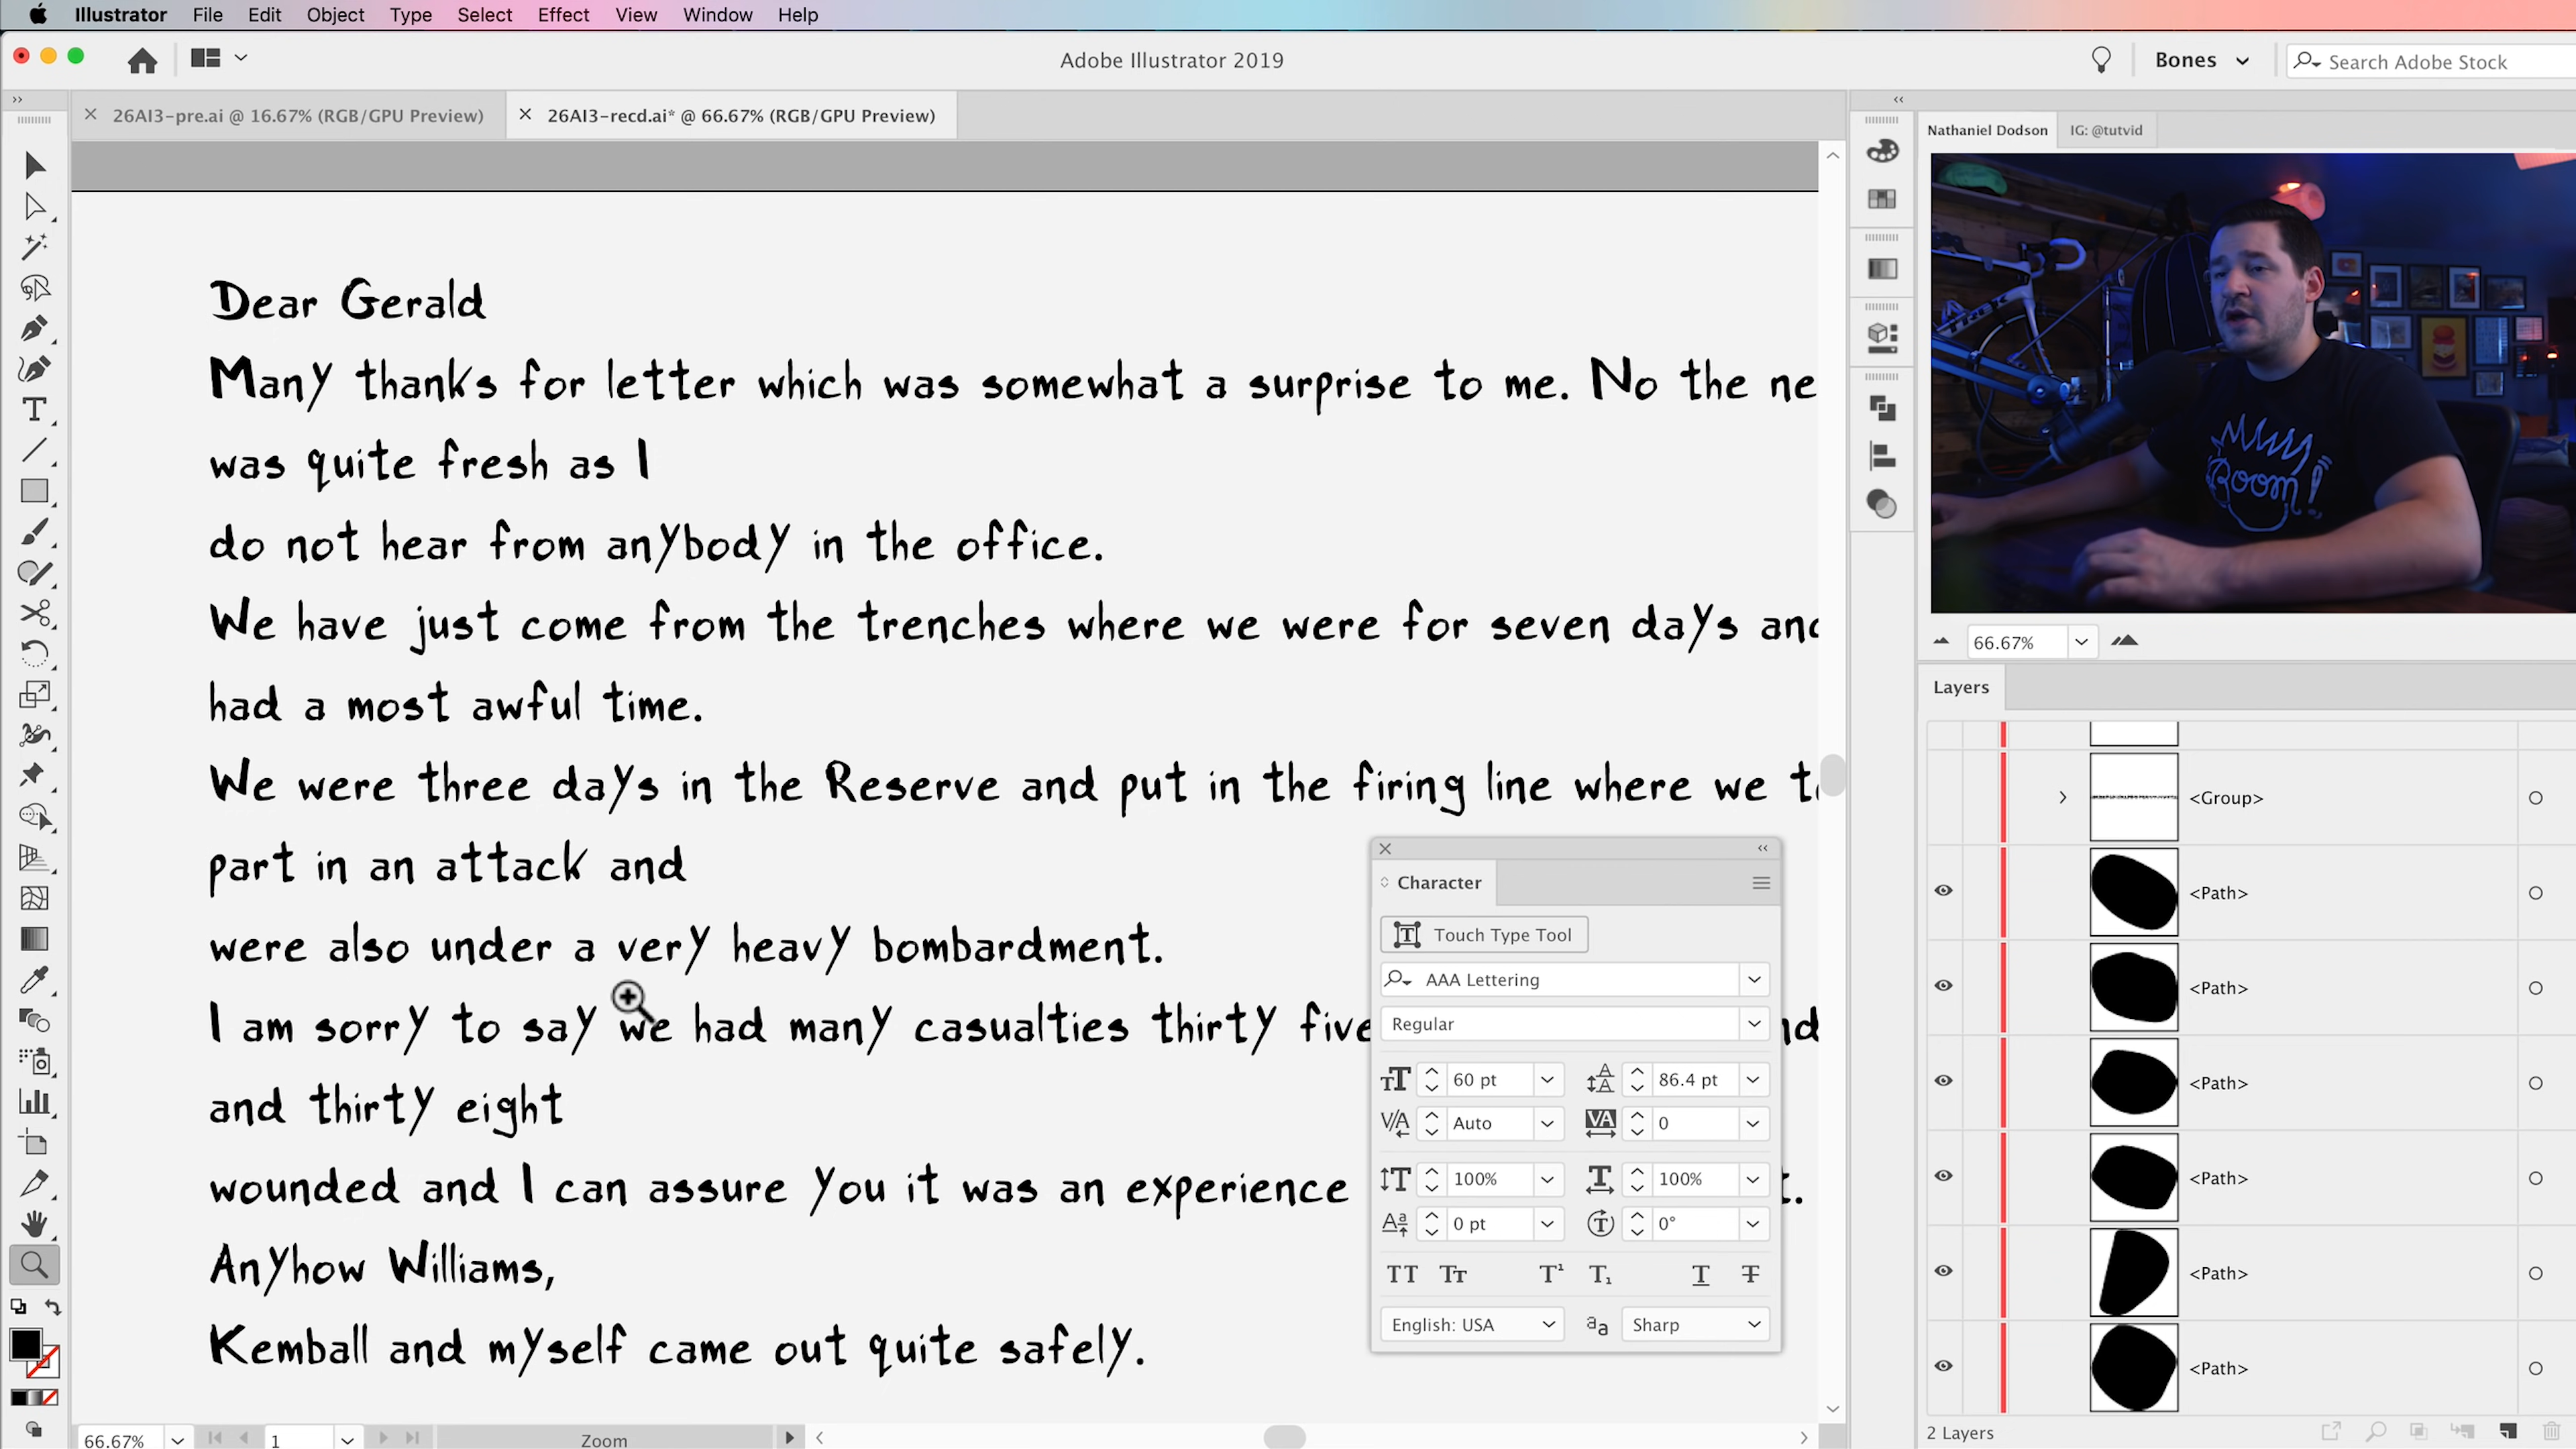 Illustrator File Edit Object Type Select Effect View Window Help
Adobe Illustrator 2019
Bones
Search Adobe Stock
26AI3-pre.ai @ 16.67% (RGB/GPU Preview)
26AI3-recd.ai* @ 66.67% (RGB/GPU Preview)
Nathaniel Dodson
IG: @tutvid
TREK
Boom!
Dear Gerald
Many thanks for letter which was somewhat a surprise to me. No the ne
was quite fresh as I
do not hear from anybody in the office.
We have just come from the trenches where we were for seven days and
had a most awful time.
We were three days in the Reserve and put in the firing line where we
part in an attack and
were also under a very heavy bombardment.
I am sorry to say we had many casualties thirty five
and thirty eight
wounded and I can assure you it was an experience
Anyhow Williams,
Kemball and myself came out quite safely.
Character
Touch Type Tool
AAA Lettering
Regular
60 pt
86.4 pt
Auto
0
100%
100%
0 pt
0°
English: USA
Sharp
66.67%
Layers
<Group>
<Path>
<Path>
<Path>
<Path>
<Path>
<Path>
2 Layers
66.67%
1
Zoom